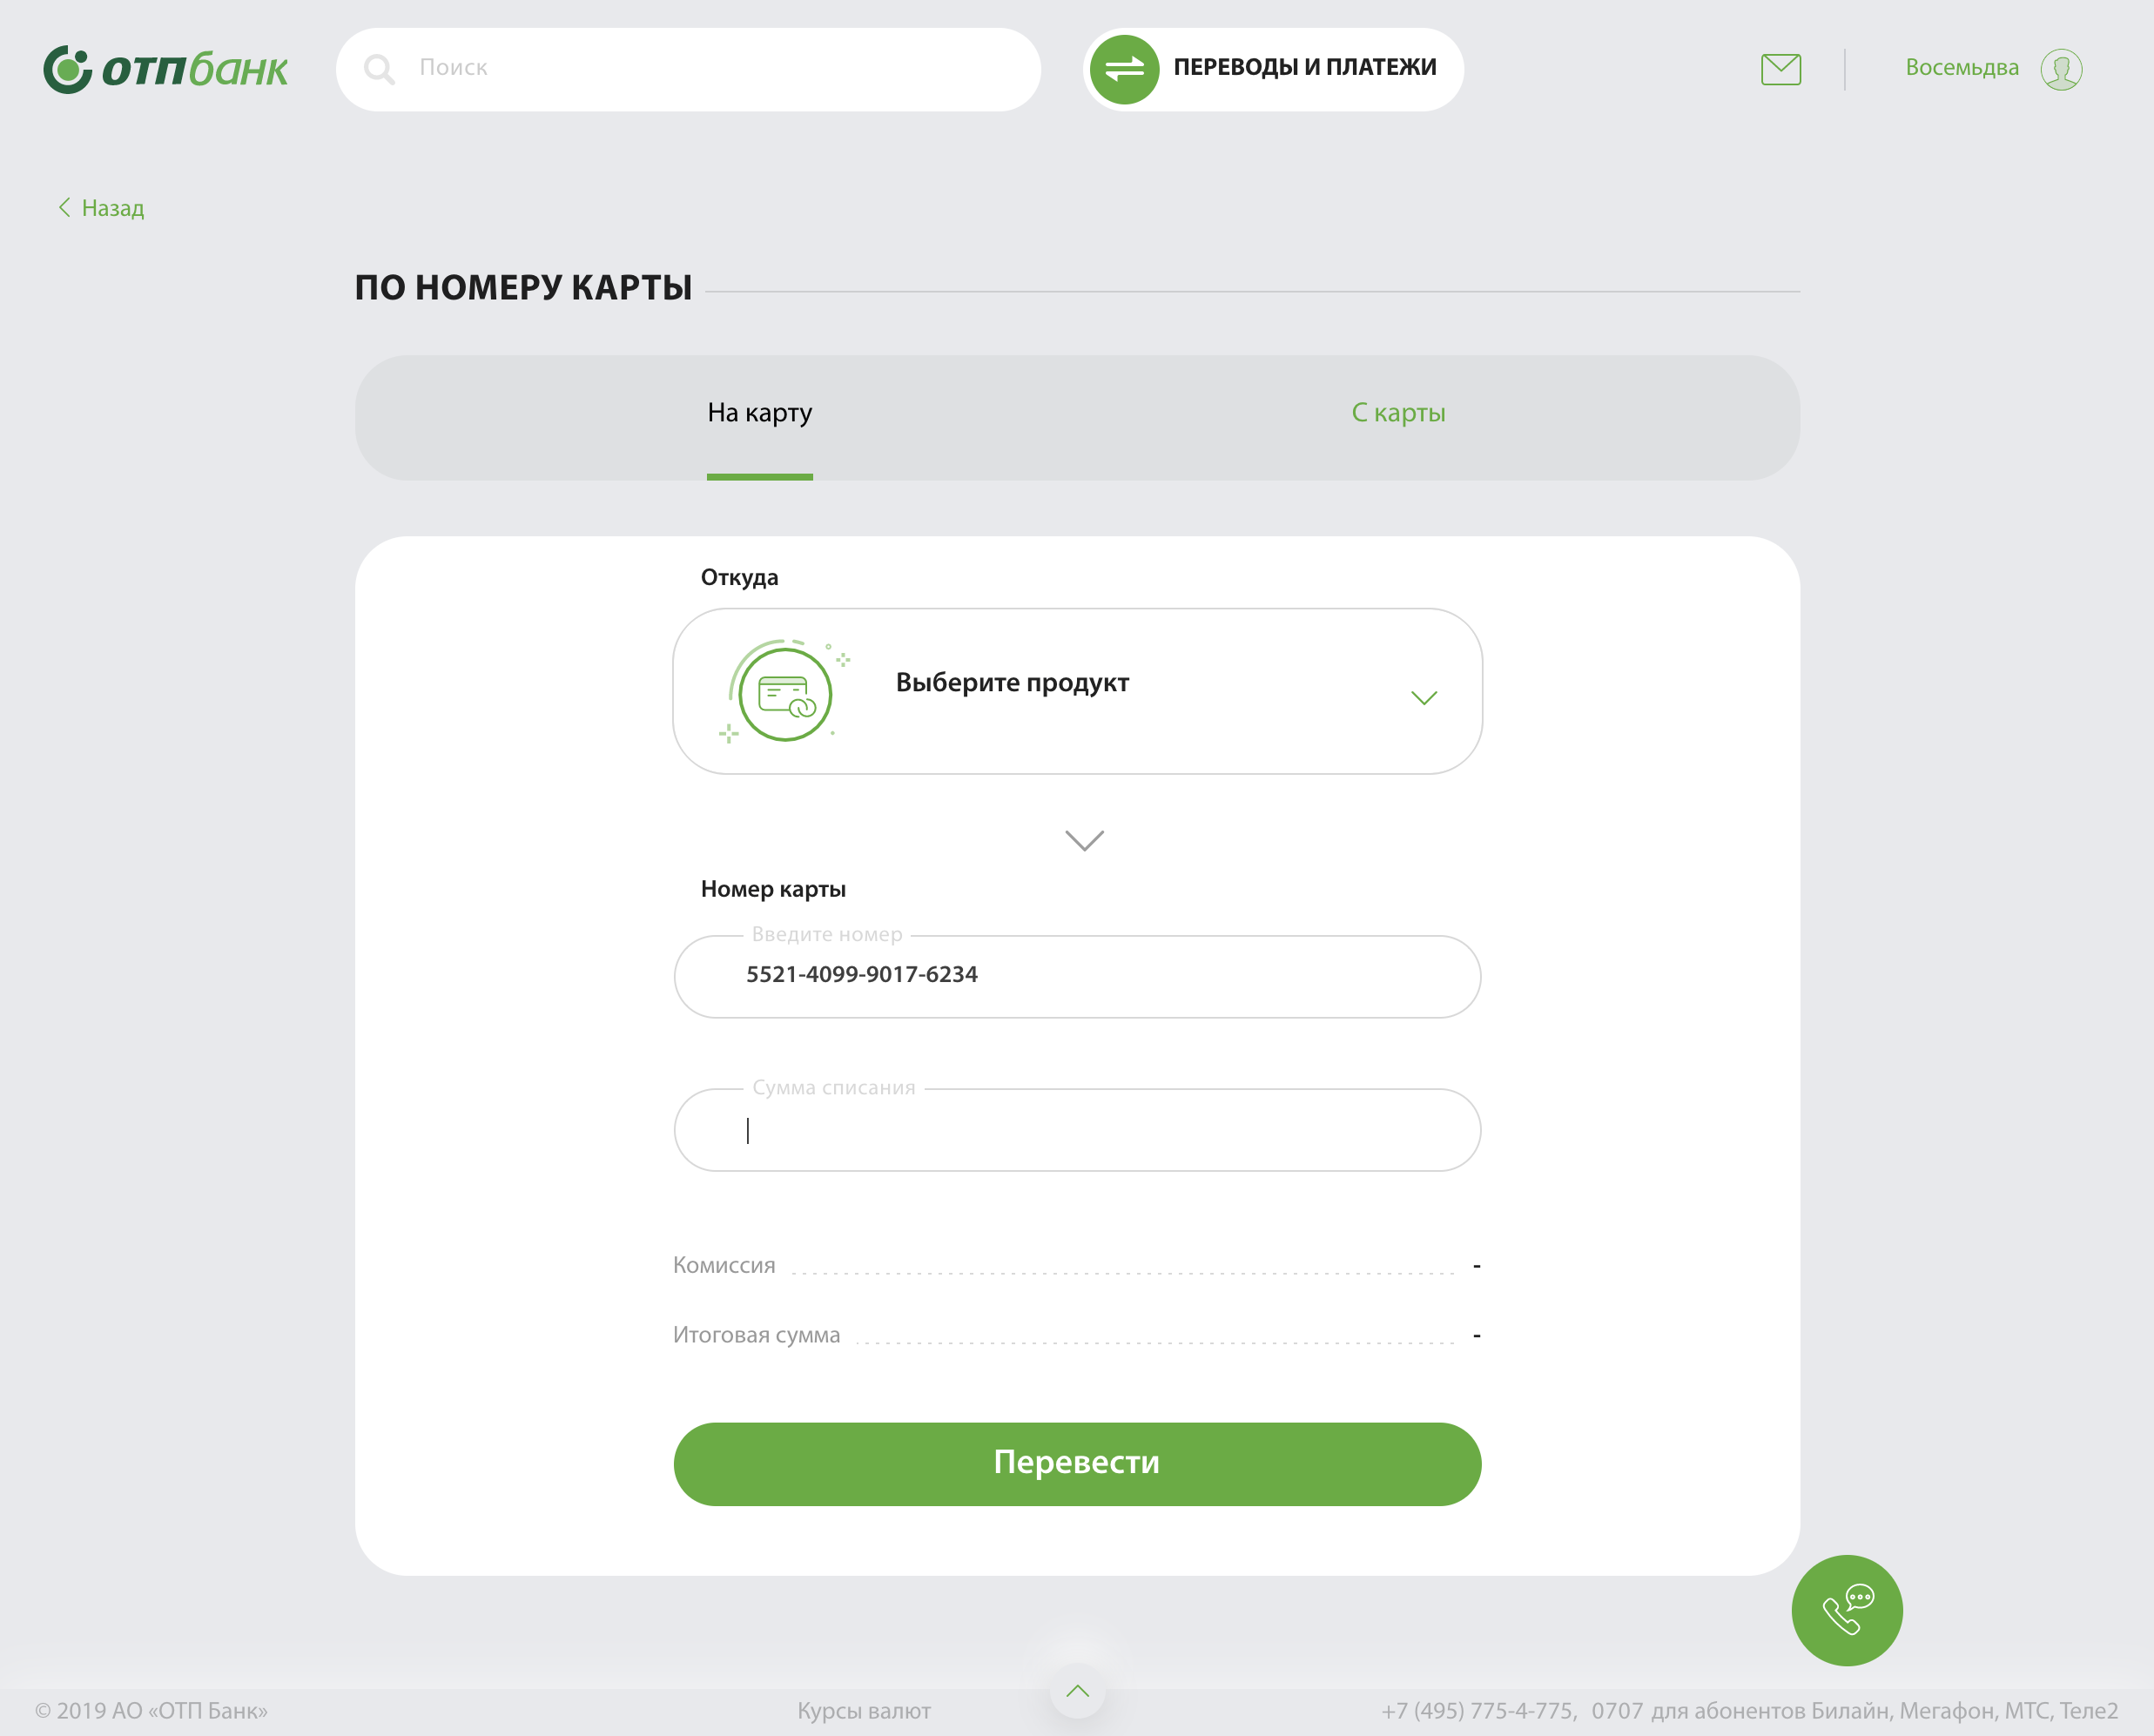 ОТПбанк
Поиск
ПЕРЕВОДЫ И ПЛАТЕЖИ
Восемьдва
Назад
ПО НОМЕРУ КАРТЫ
На карту
С карты
Откуда
Выберите продукт
Номер карты
Введите номер
5521-4099-9017-6234
Сумма списания
Комиссия -
Итоговая сумма -
Перевести
© 2019 АО «ОТП Банк»
Курсы валют
+7 (495) 775-4-775, 0707 для абонентов Билайн, Мегафон, МТС, Теле2